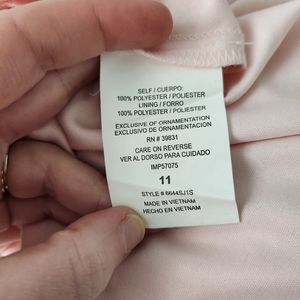 SELF / CUERPO:
100% POLYESTER / POLIESTER
LINING / FORRO
100% POLYESTER / POLIESTER
EXCLUSIVE OF ORNAMENTATION
EXCLUSIVO DE ORNAMENTACION
RN # 39831
CARE ON REVERSE
VER AL DORSO PARA CUIDADO
IMP57075
11
STYLE # 6644SJ1S
MADE IN VIETNAM
HECHO EN VIETNAM